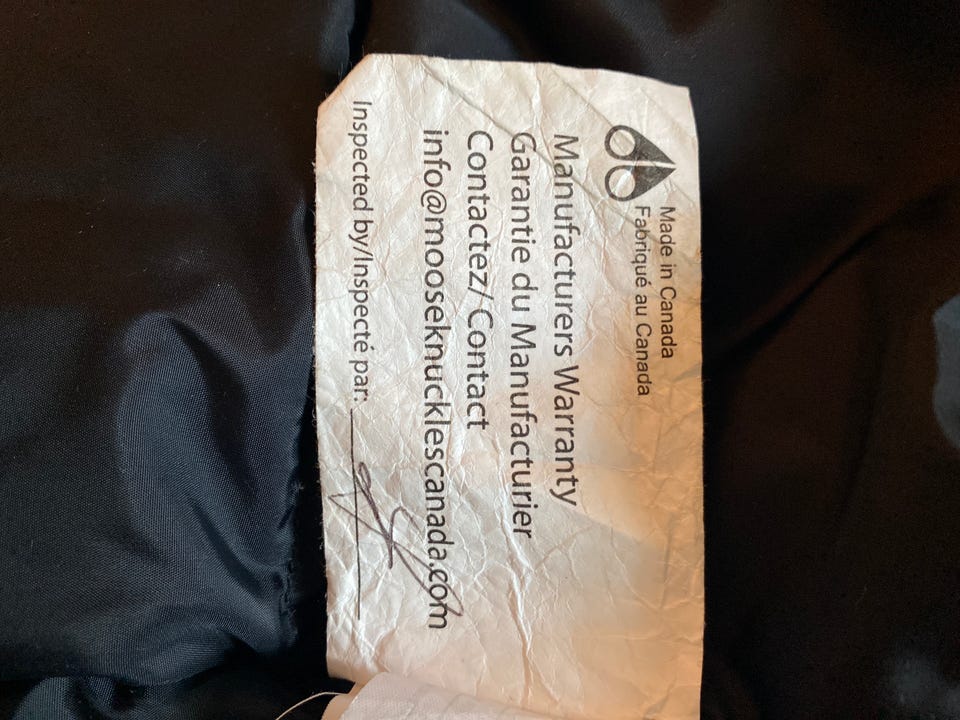 Made in Canada
Fabriqué au Canada
Manufacturers Warranty
Garantie du Manufacturier
Contactez/ Contact
info@mooseknucklescanada.com
Inspected by/Inspecté par: